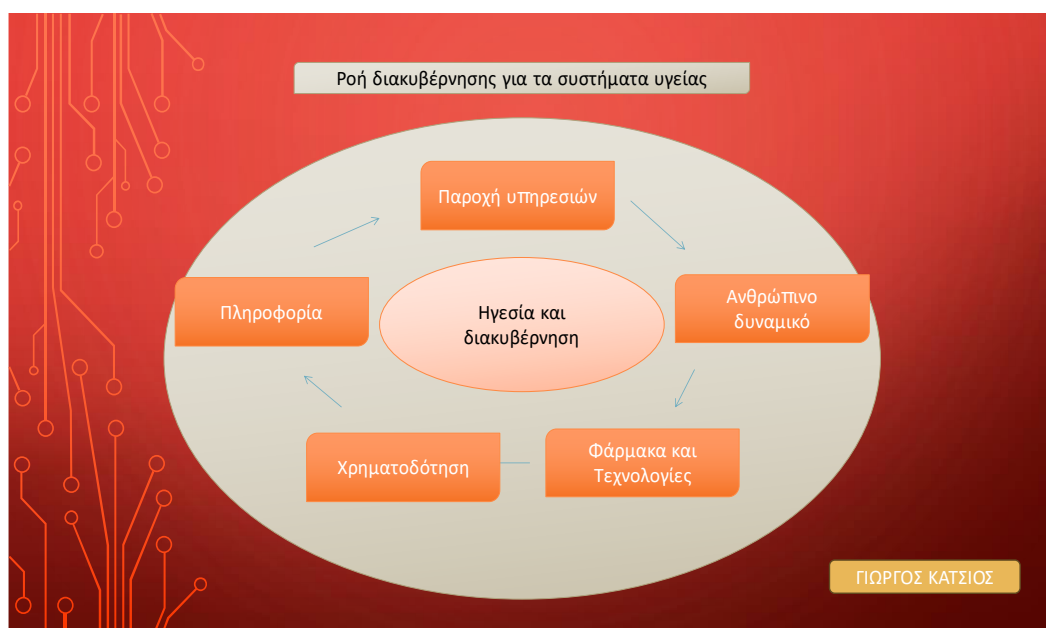 Ροή διακυβέρνησης για τα συστήματα υγείας
Παροχή υπηρεσιών
Πληροφορία
Ηγεσία και
διακυβέρνηση
Ανθρώπινο
δυναμικό
Χρηματοδότηση
Φάρμακα και
Τεχνολογίες
ΓΙΩΡΓΟΣ ΚΑΤΣΙΟΣ